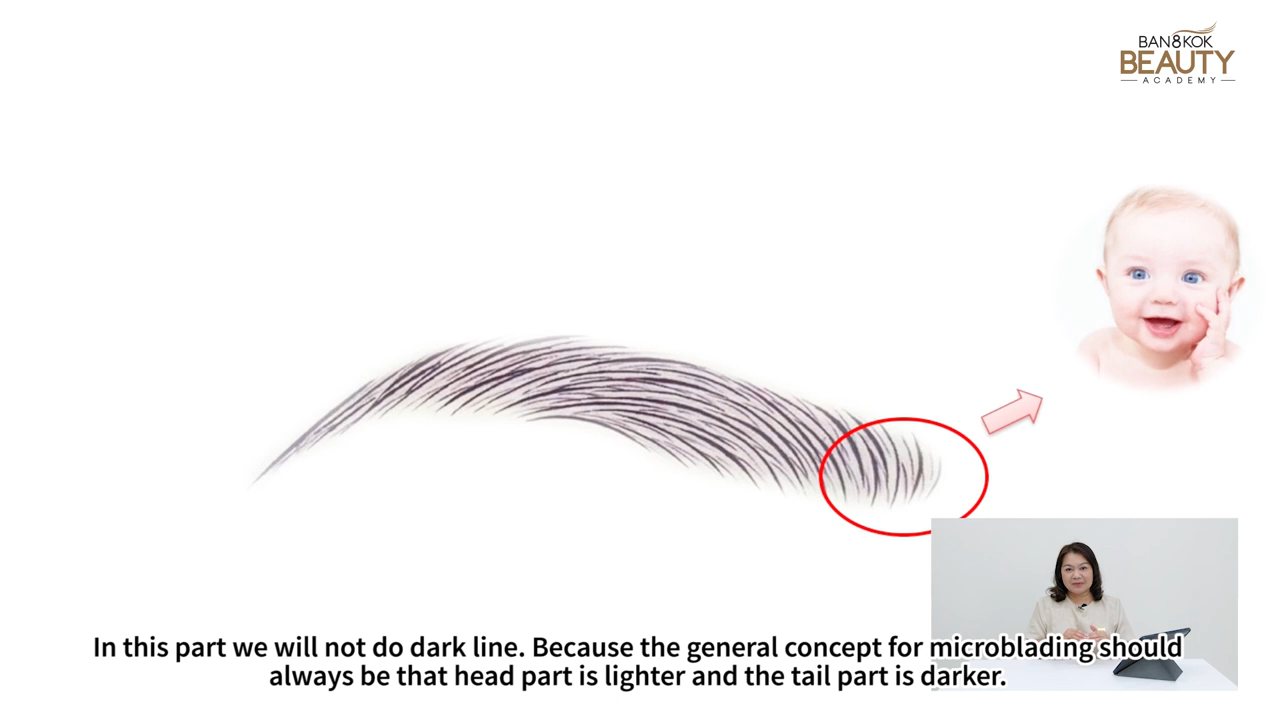 BAN8KOK
BEAUTY
ACADEMY
In this part we will not do dark line. Because the general concept for microblading should
always be that head part is lighter and the tail part is darker.